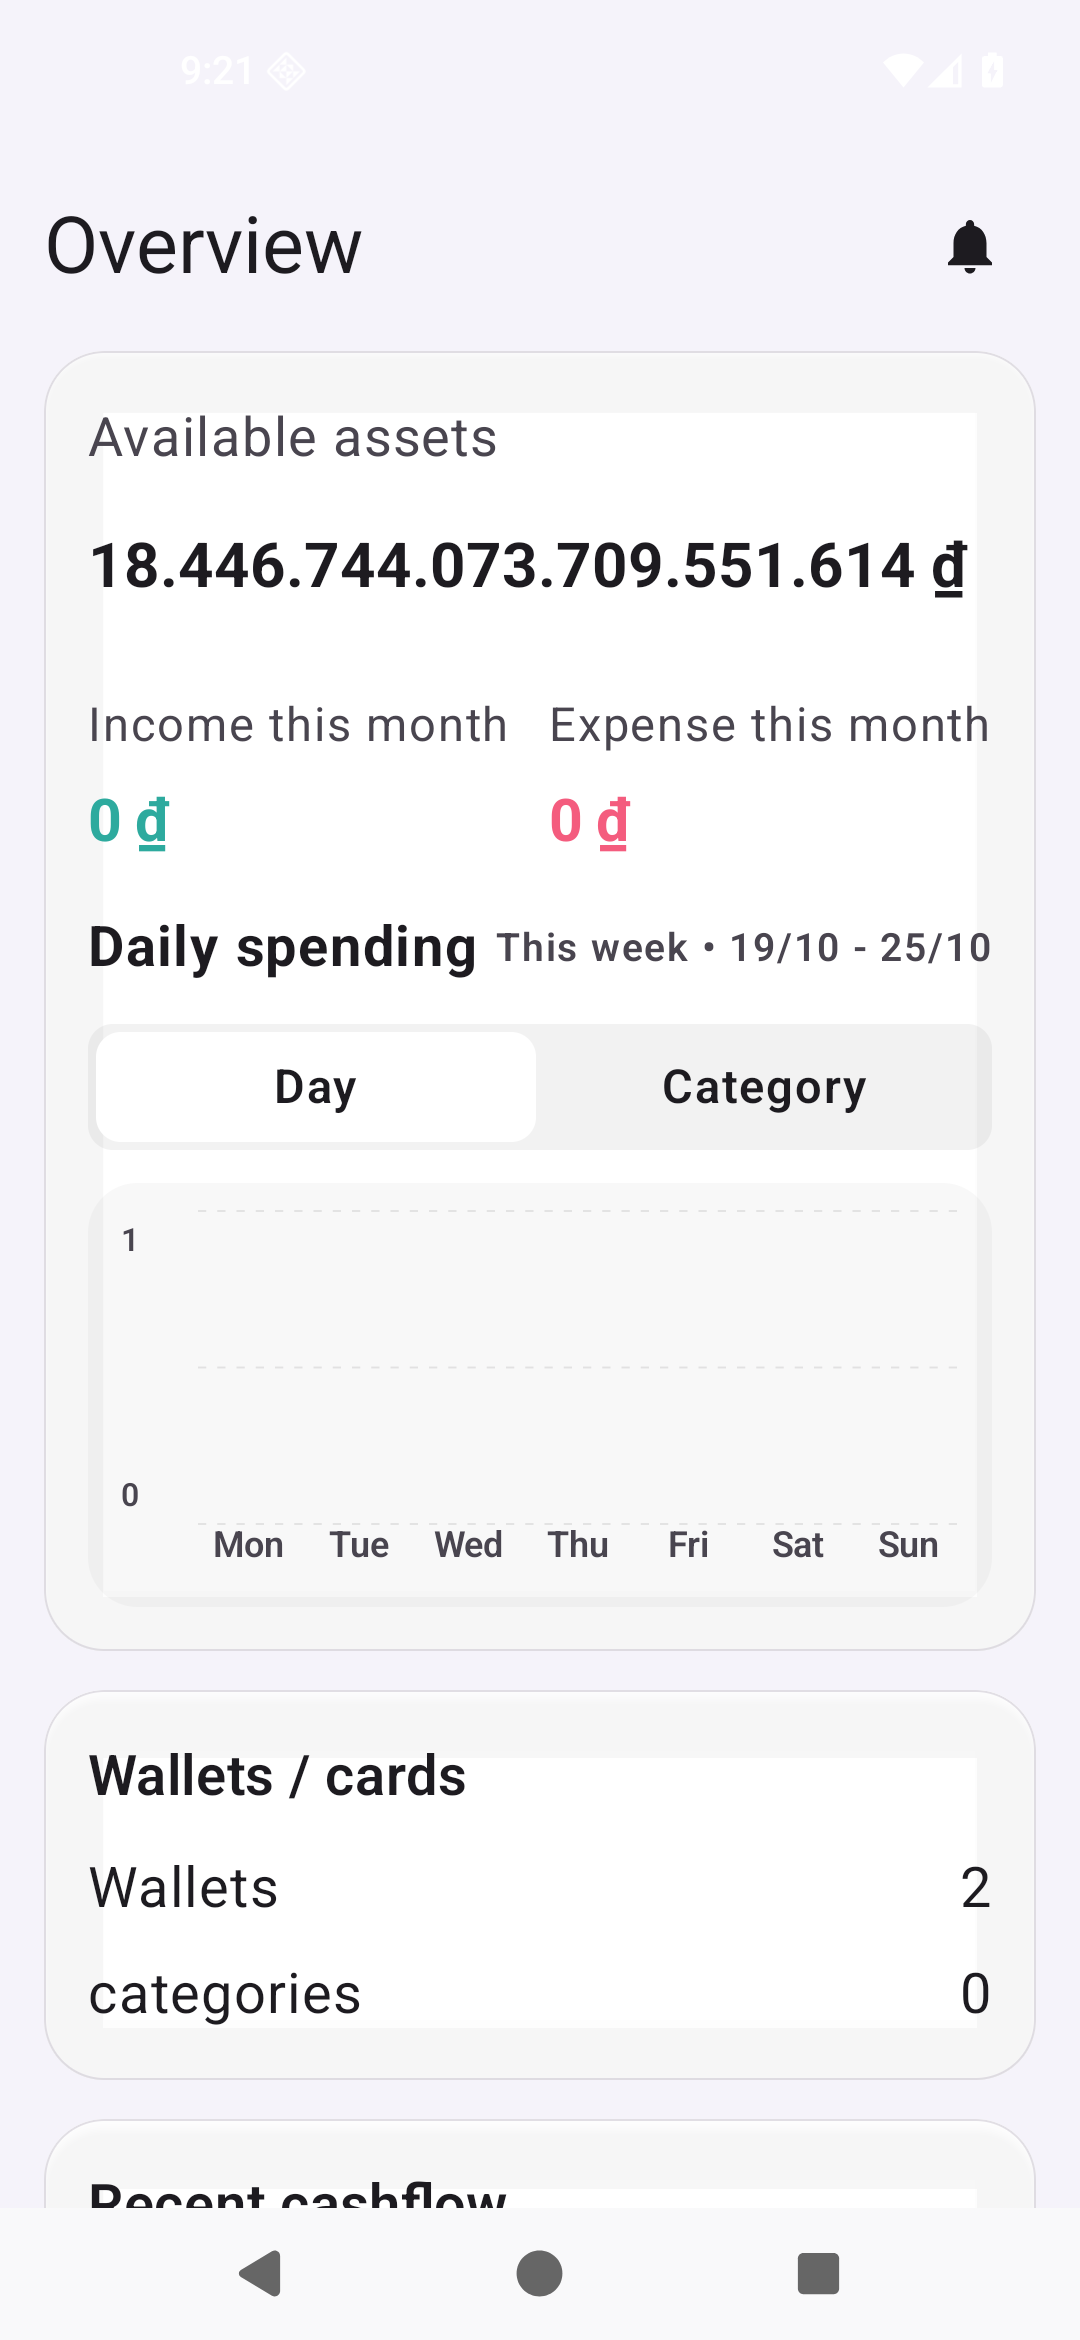 9:21
Overview
Available assets
18.446.744.073.709.551.614 ₫
Income this month Expense this month
0 ₫ 0 ₫
Daily spending This week • 19/10 - 25/10
Day Category
1
0
Mon Tue Wed Thu Fri Sat Sun
Wallets / cards
Wallets 2
categories 0
Recent cashflow